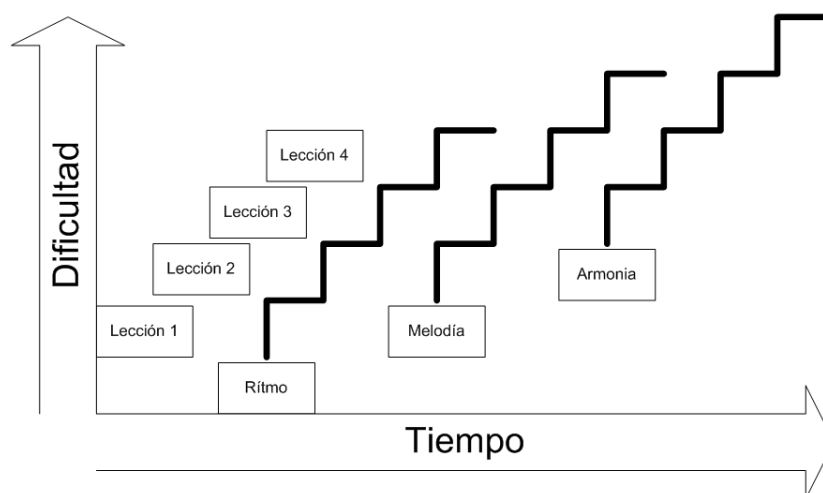 Dificultad
Lección 4
Lección 3
Lección 2
Lección 1
Armonia
Melodía
Rítmo
Tiempo